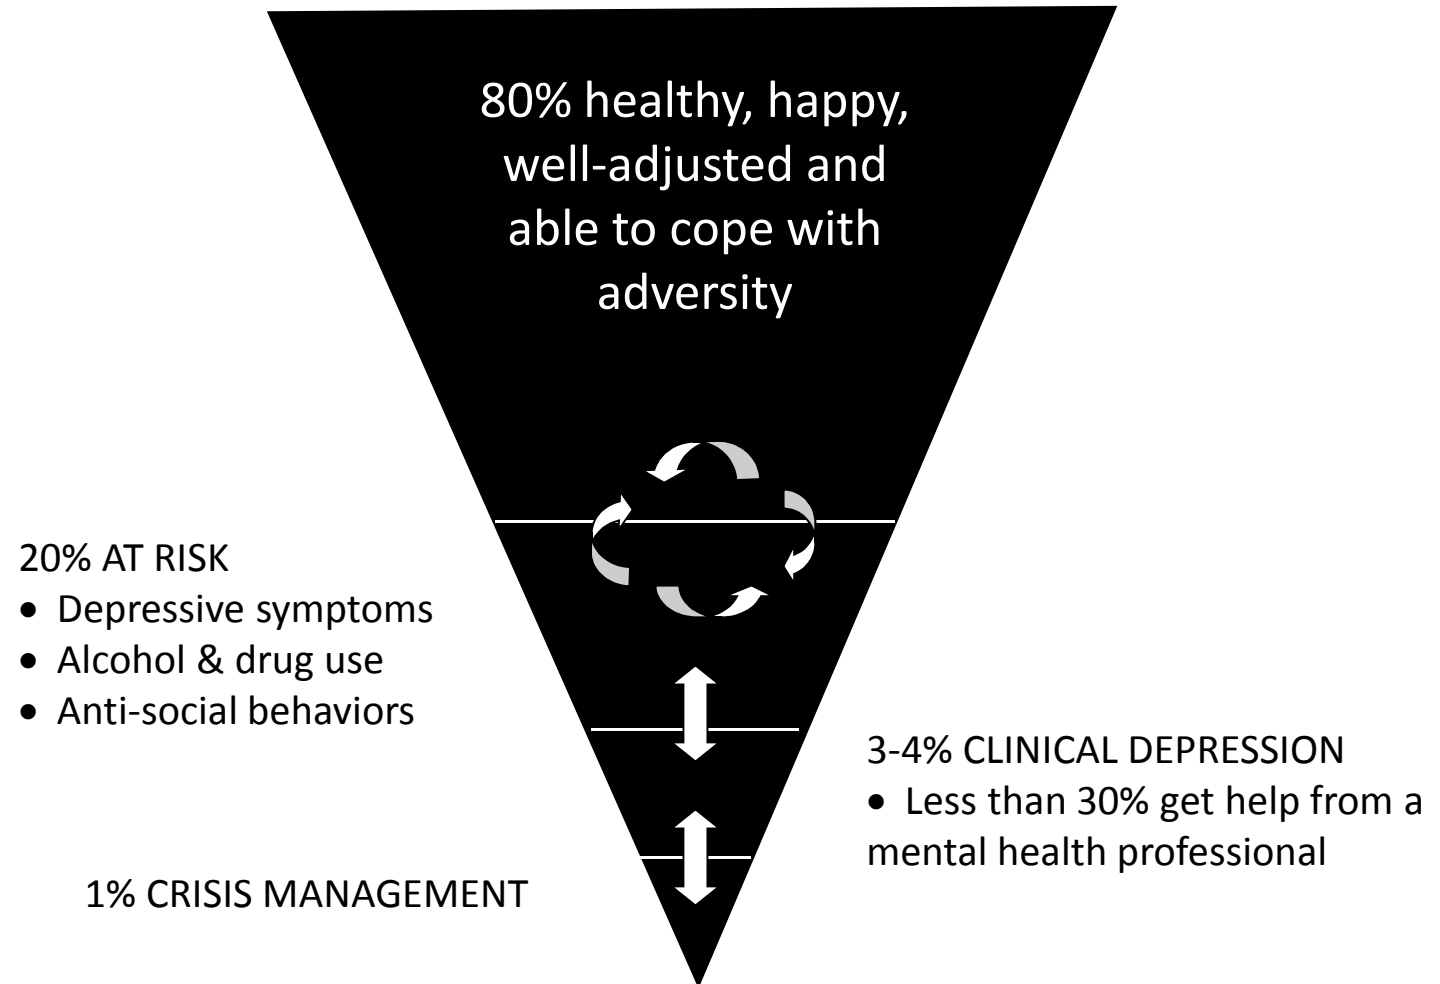 80% healthy, happy,
well-adjusted and
able to cope with
adversity
20% AT RISK
• Depressive symptoms
• Alcohol & drug use
• Anti-social behaviors
3-4% CLINICAL DEPRESSION
• Less than 30% get help from a
mental health professional
1% CRISIS MANAGEMENT